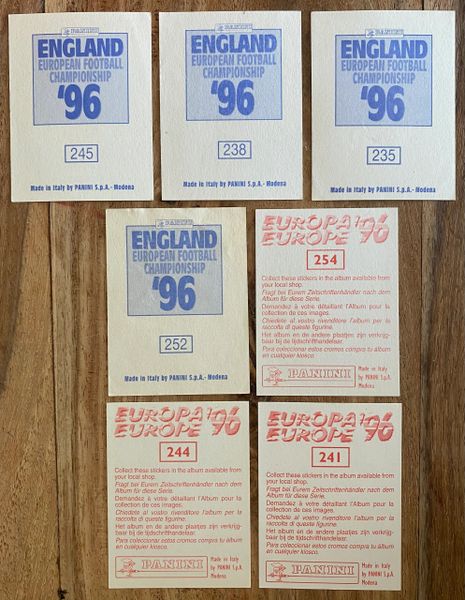 PANINI
ENGLAND
EUROPEAN FOOTBALL
CHAMPIONSHIP
'96
245
Made in Italy by PANINI S.p.A.- Modena
PANINI
ENGLAND
EUROPEAN FOOTBALL
CHAMPIONSHIP
'96
238
Made in Italy by PANINI S.p.A.- Modena
PANINI
ENGLAND
EUROPEAN FOOTBALL
CHAMPIONSHIP
'96
235
Made in Italy by PANINI S.p.A.- Modena
PANINI
ENGLAND
EUROPEAN FOOTBALL
CHAMPIONSHIP
'96
252
Made in Italy by PANINI S.p.A.- Modena
EUROPA '96
EUROPE 96
254
Collect these stickers in the album available from
your local shop.
Fragt bei Eurem Zeitschriftenhändler nach dem
Album für diese Serie.
Demandez à votre détaillant l'Album pour la
collection de ces images.
Chiedete al vostro rivenditore l'album per la
raccolta di queste figurine.
Het album en de andere plaatjes zijn verkrijg-
baar bij de tijdschrifthandelaar.
Para coleccionar estos cromos compra tu álbum
en cualquier kiosco.
PANINI
Made in Italy
by PANINI S.p.A.
Modena
EUROPA '96
EUROPE 96
244
Collect these stickers in the album available from
your local shop.
Fragt bei Eurem Zeitschriftenhändler nach dem
Album für diese Serie.
Demandez à votre détaillant l'Album pour la
collection de ces images.
Chiedete al vostro rivenditore l'album per la
raccolta di queste figurine.
Het album en de andere plaatjes zijn verkrijg-
baar bij de tijdschrifthandelaar.
Para coleccionar estos cromos compra tu álbum
en cualquier kiosco.
PANINI
Made in Italy
by PANINI S.p.A.
Modena
EUROPA '96
EUROPE 96
241
Collect these stickers in the album available from
your local shop.
Fragt bei Eurem Zeitschriftenhändler nach dem
Album für diese Serie.
Demandez à votre détaillant l'Album pour la
collection de ces images.
Chiedete al vostro rivenditore l'album per la
raccolta di queste figurine.
Het album en de andere plaatjes zijn verkrijg-
baar bij de tijdschrifthandelaar.
Para coleccionar estos cromos compra tu álbum
en cualquier kiosco.
PANINI
Made in Italy
by PANINI S.p.A.
Modena